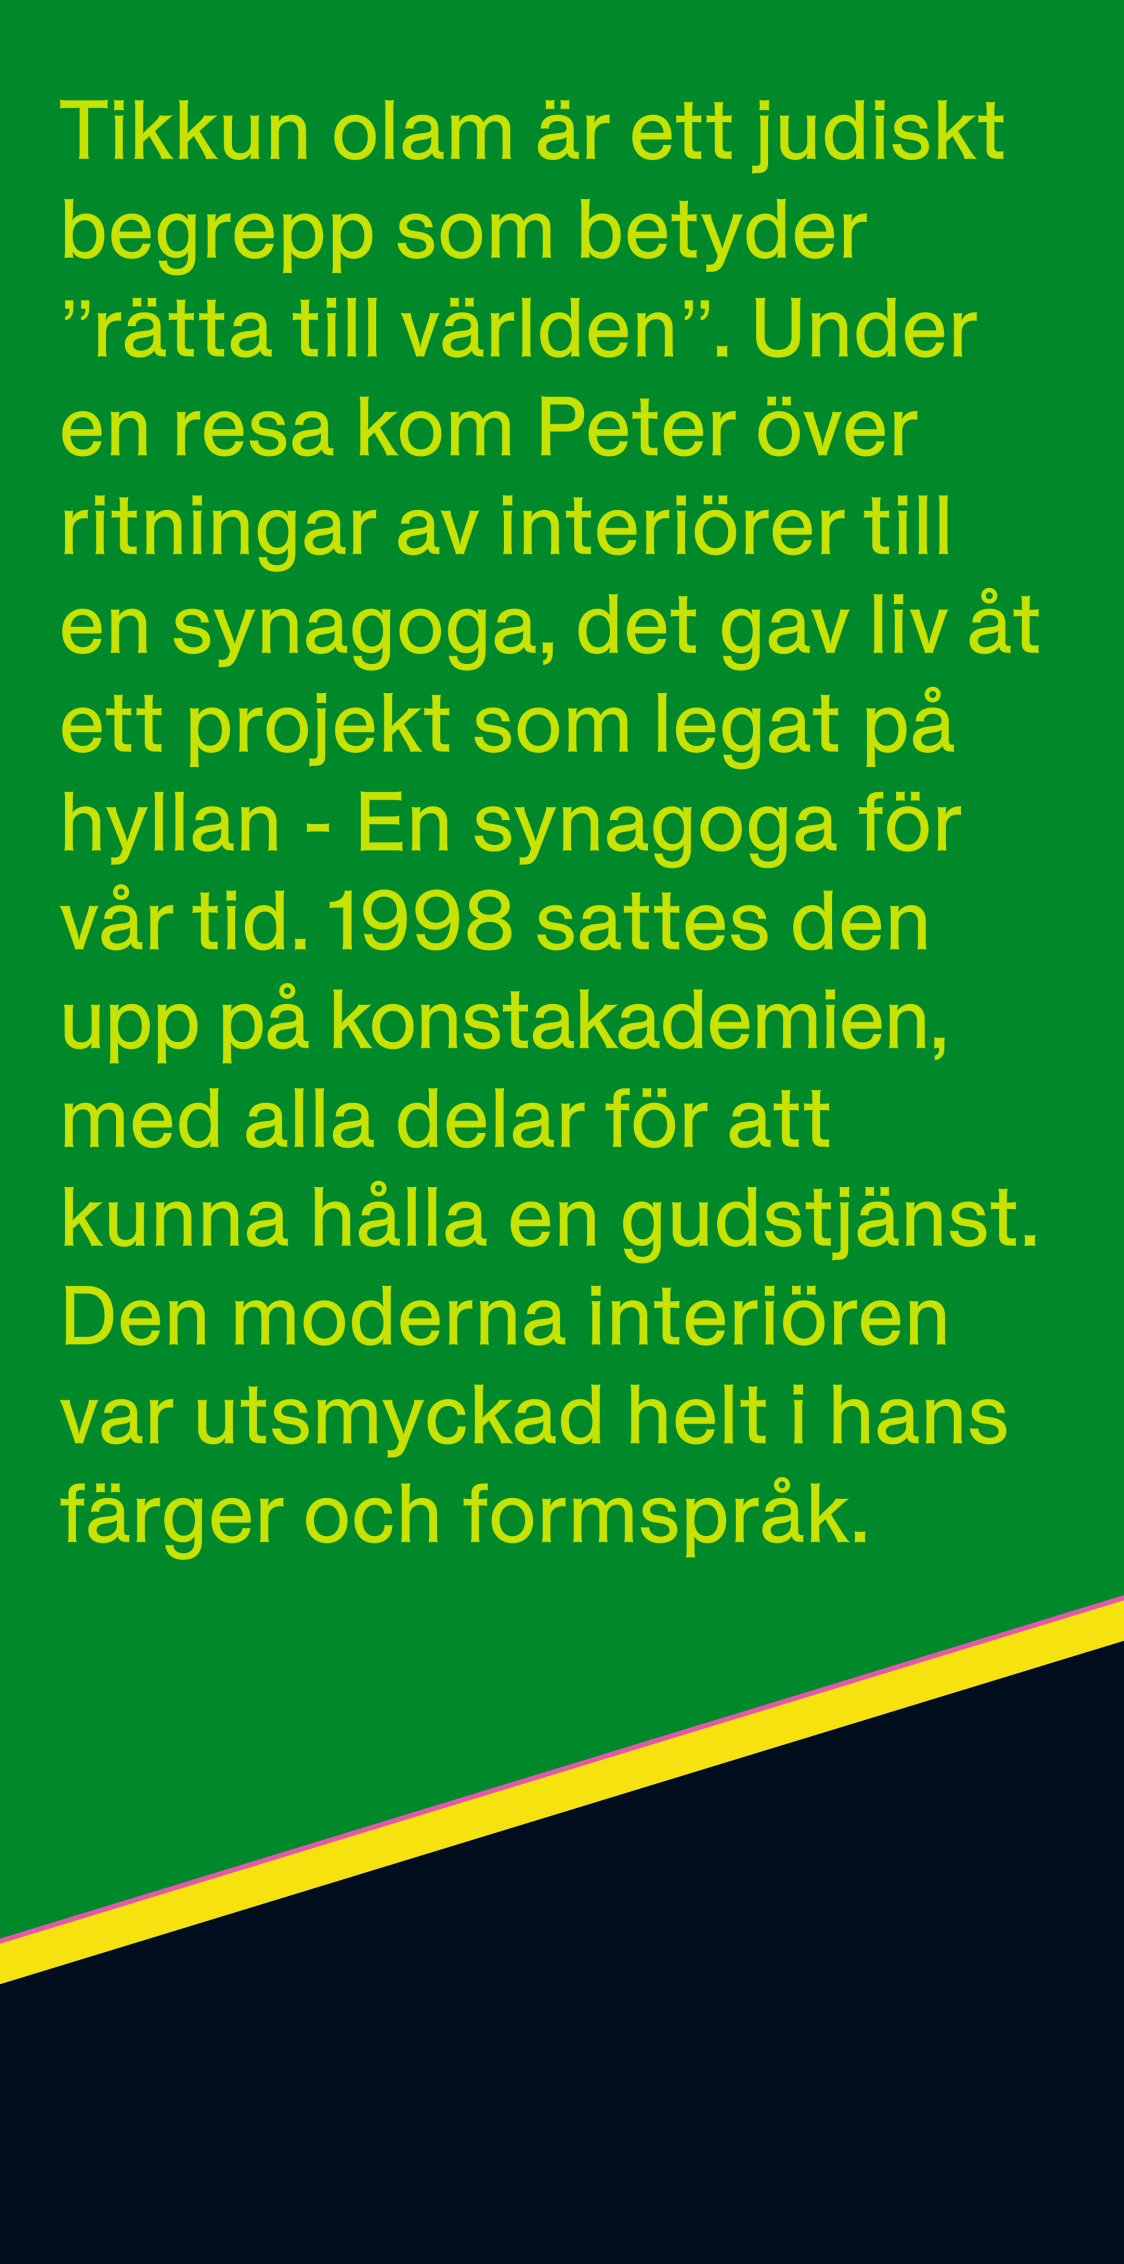 Tikkun olam är ett judiskt
begrepp som betyder
”rätta till världen”. Under
en resa kom Peter över
ritningar av interiörer till
en synagoga, det gav liv åt
ett projekt som legat på
hyllan - En synagoga för
vår tid. 1998 sattes den
upp på konstakademien,
med alla delar för att
kunna hålla en gudstjänst.
Den moderna interiören
var utsmyckad helt i hans
färger och formspråk.